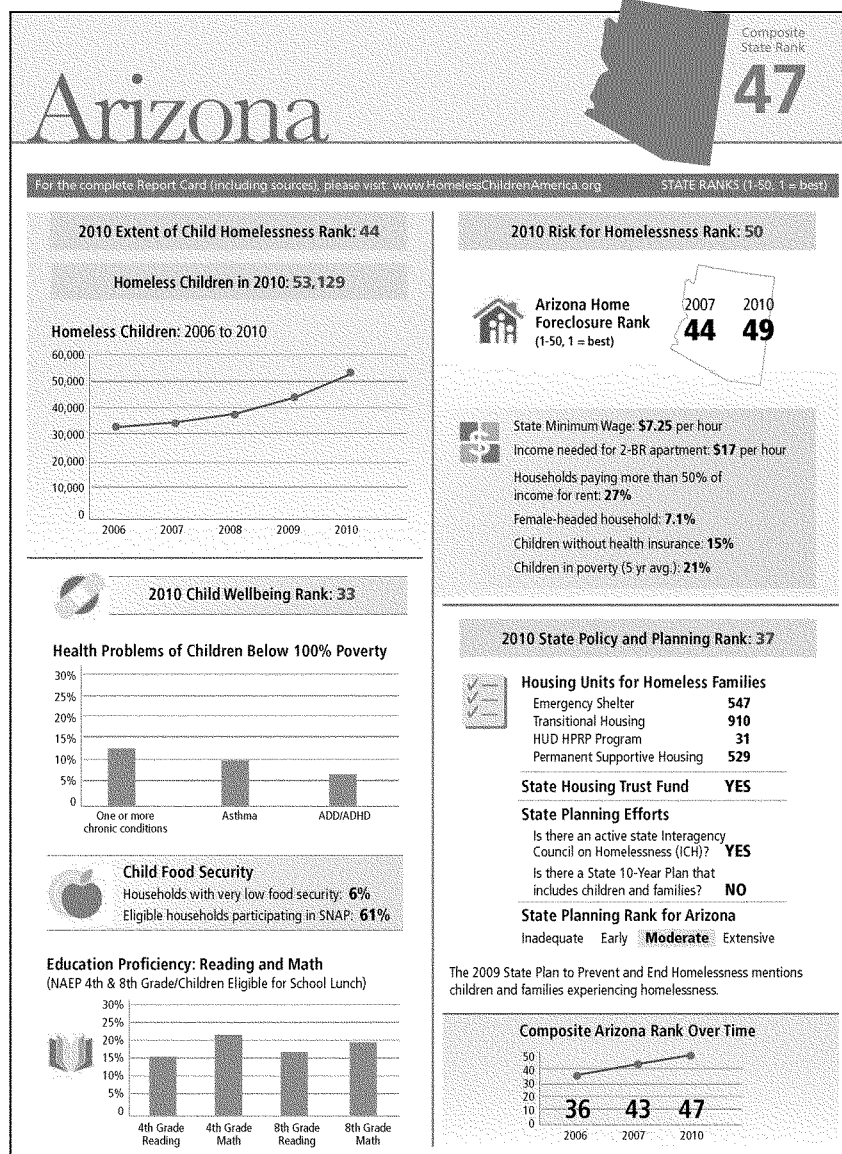 Arizona
Composite
State Rank
47
For the complete Report Card (including sources), please visit: www.HomelessChildrenAmerica.org
STATE RANKS (1-50, 1 = best)
2010 Extent of Child Homelessness Rank: 44
Homeless Children in 2010: 53,129
Homeless Children: 2006 to 2010
60,000
50,000
40,000
30,000
20,000
10,000
0
2006 2007 2008 2009 2010
2010 Child Wellbeing Rank: 33
Health Problems of Children Below 100% Poverty
30%
25%
20%
15%
10%
5%
0
One or more
chronic conditions
Asthma
ADD/ADHD
Child Food Security
Households with very low food security: 6%
Eligible households participating in SNAP: 61%
Education Proficiency: Reading and Math
(NAEP 4th & 8th Grade/Children Eligible for School Lunch)
30%
25%
20%
15%
10%
5%
0
4th Grade
Reading
4th Grade
Math
8th Grade
Reading
8th Grade
Math
2010 Risk for Homelessness Rank: 50
Arizona Home
Foreclosure Rank
(1-50, 1 = best)
2007 2010
44 49
$
State Minimum Wage: $7.25 per hour
Income needed for 2-BR apartment: $17 per hour
Households paying more than 50% of
income for rent: 27%
Female-headed household: 7.1%
Children without health insurance: 15%
Children in poverty (5 yr avg.): 21%
2010 State Policy and Planning Rank: 37
Housing Units for Homeless Families
Emergency Shelter 547
Transitional Housing 910
HUD HPRP Program 31
Permanent Supportive Housing 529
State Housing Trust Fund YES
State Planning Efforts
Is there an active state Interagency
Council on Homelessness (ICH)? YES
Is there a State 10-Year Plan that
includes children and families? NO
State Planning Rank for Arizona
Inadequate Early Moderate Extensive
The 2009 State Plan to Prevent and End Homelessness mentions
children and families experiencing homelessness.
Composite Arizona Rank Over Time
50
40
30
20
10
0
36 43 47
2006 2007 2010